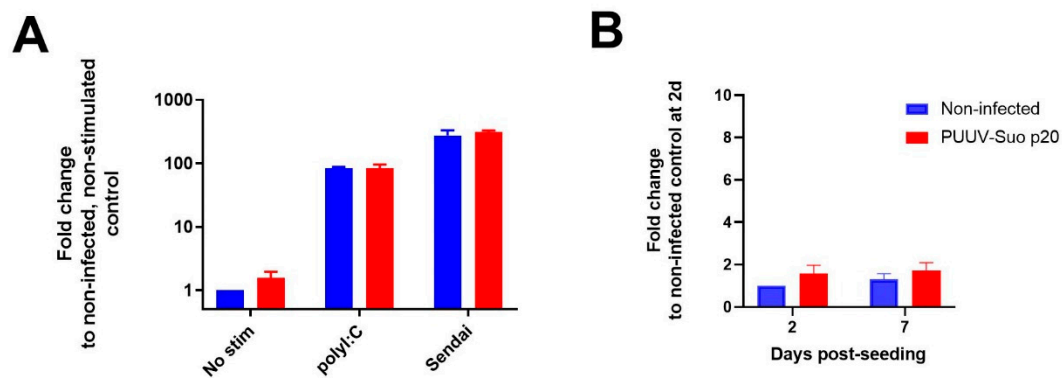 A
Fold change
to non-infected, non-stimulated
control
1000
100
10
1
No stim
polyI:C
Sendai
B
Fold change
to non-infected control at 2d
10
8
6
4
2
0
2
7
Days post-seeding
Non-infected
PUUV-Suo p20